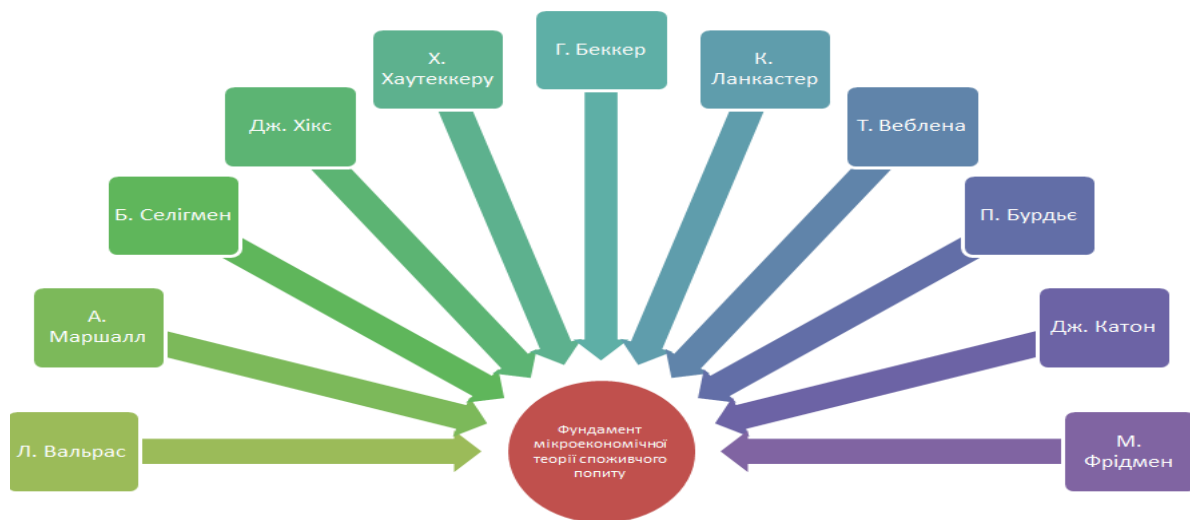 Г. Беккер
Х.
Хаутеккеру
К.
Ланкастер
Дж. Хікс
Т. Веблена
Б. Селігмен
П. Бурдьє
А.
Маршалл
Дж. Катон
Л. Вальрас
М.
Фрідмен
Фундамент
мікроекономічної
теорії споживчого
попиту